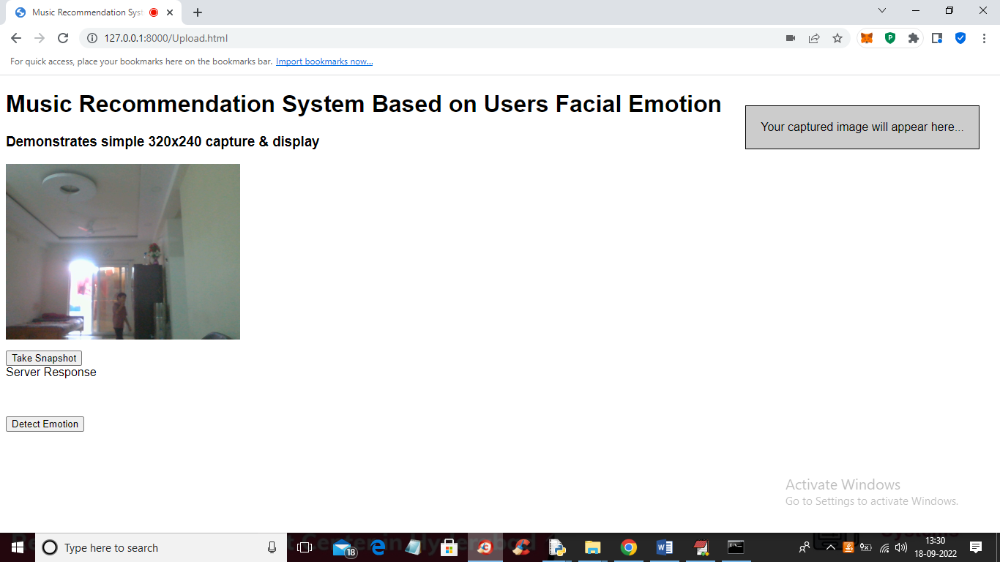 Music Recommendation Syst
127.0.0.1:8000/Upload.html
P
For quick access, place your bookmarks here on the bookmarks bar. Import bookmarks now...
Music Recommendation System Based on Users Facial Emotion
Your captured image will appear here...
Demonstrates simple 320x240 capture & display
Take Snapshot
Server Response
Detect Emotion
Activate Windows
Go to Settings to activate Windows.
Type here to search
18
13:30
18-09-2022